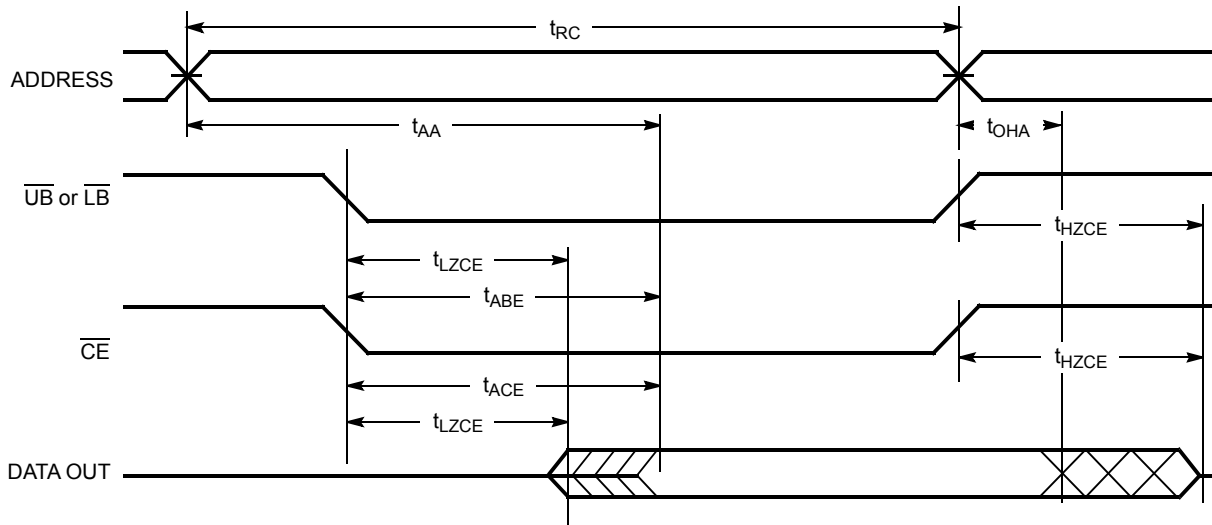 tRC
ADDRESS
tAA
tOHA
UB or LB
tHZCE
tLZCE
tABE
CE
tHZCE
tACE
tLZCE
DATA OUT